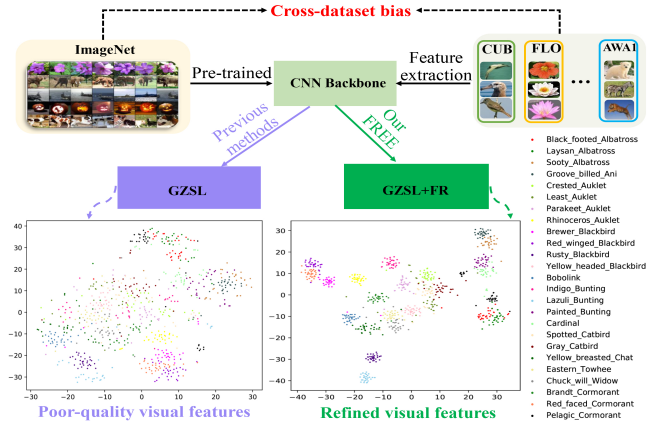 Cross-dataset bias
ImageNet
Pre-trained
CNN Backbone
Feature
extraction
CUB
FLO
AWA1
...
Previous
methods
Our
FREE
GZSL
GZSL+FR
40
30
20
10
0
−10
−20
−30
−30
−20
−10
0
10
20
30
Poor-quality visual features
30
20
10
0
−10
−20
−30
−40
−40
−20
0
20
40
Refined visual features
Black_footed_Albatross
Laysan_Albatross
Sooty_Albatross
Groove_billed_Ani
Crested_Auklet
Least_Auklet
Parakeet_Auklet
Rhinoceros_Auklet
Brewer_Blackbird
Red_winged_Blackbird
Rusty_Blackbird
Yellow_headed_Blackbird
Bobolink
Indigo_Bunting
Lazuli_Bunting
Painted_Bunting
Cardinal
Spotted_Catbird
Gray_Catbird
Yellow_breasted_Chat
Eastern_Towhee
Chuck_will_Widow
Brandt_Cormorant
Red_faced_Cormorant
Pelagic_Cormorant